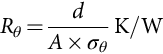 R_θ = d / (A × σ_θ) K/W